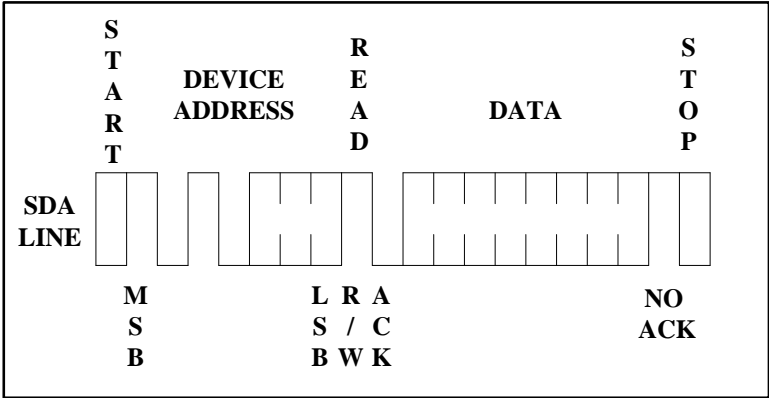 START
DEVICE
ADDRESS
READ
DATA
STOP
SDA
LINE
MSB
LSB
R/W
ACK
NO
ACK